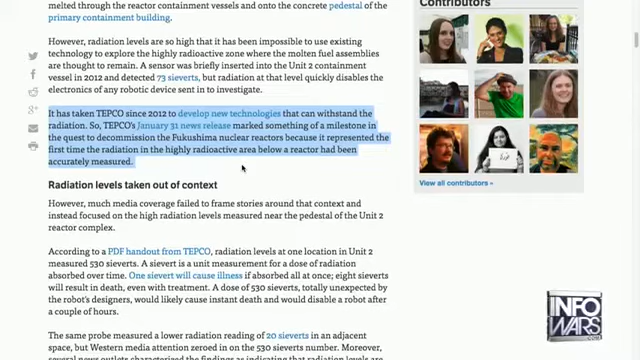 melted through the reactor containment vessels and onto the concrete pedestal of the
primary containment building.
However, radiation levels are so high that it has been impossible to use existing
technology to explore the highly radioactive zone where the molten fuel assemblies
are thought to remain. A sensor was briefly inserted into the Unit 2 containment
vessel in 2012 and detected 73 sieverts, but radiation at that level quickly disables the
electronics of any robotic device sent in to investigate.
It has taken TEPCO since 2012 to develop new technologies that can withstand the
radiation. So, TEPCO's January 31 news release marked something of a milestone in
the quest to decommission the Fukushima nuclear reactors because it represented the
first time the radiation in the highly radioactive area below a reactor had been
accurately measured.
Radiation levels taken out of context
However, much media coverage failed to frame stories around that context and
instead focused on the high radiation levels measured near the pedestal of the Unit 2
reactor complex.
According to a PDF handout from TEPCO, radiation levels at one location in Unit 2
measured 530 sieverts. A sievert is a unit measurement for a dose of radiation
absorbed over time. One sievert will cause illness if absorbed all at once; eight sieverts
will result in death, even with treatment. A dose of 530 sieverts, totally unexpected by
the robot's designers, would likely cause instant death and would disable a robot after
a couple of hours.
The same probe measured a lower radiation reading of 20 sieverts in an adjacent
space, but Western media attention zeroed in on the 530 sieverts number. Moreover,
several news outlets characterized the findings as indicating that radiation levels are
Contributors
View all contributors »
INFO
WARS
.COM